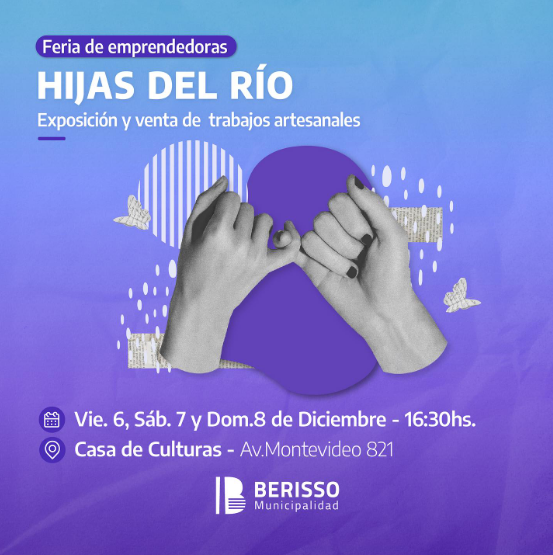 Feria de emprendedoras
HIJAS DEL RÍO
Exposición y venta de trabajos artesanales
Vie. 6, Sáb. 7 y Dom.8 de Diciembre - 16:30hs.
Casa de Culturas - Av.Montevideo 821
BERISSO
Municipalidad